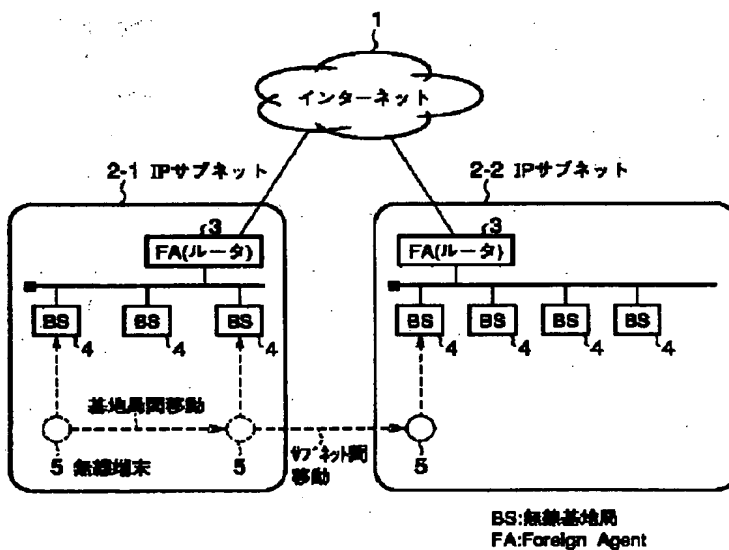 1
インターネット
2-1 IPサブネット
2-2 IPサブネット
3
FA(ルータ)
3
FA(ルータ)
BS
BS
BS
4
4
4
BS
BS
BS
BS
4
4
4
4
基地局間移動
5 無線端末
5
サブネット間
移動
5
BS:無線基地局
FA:Foreign Agent